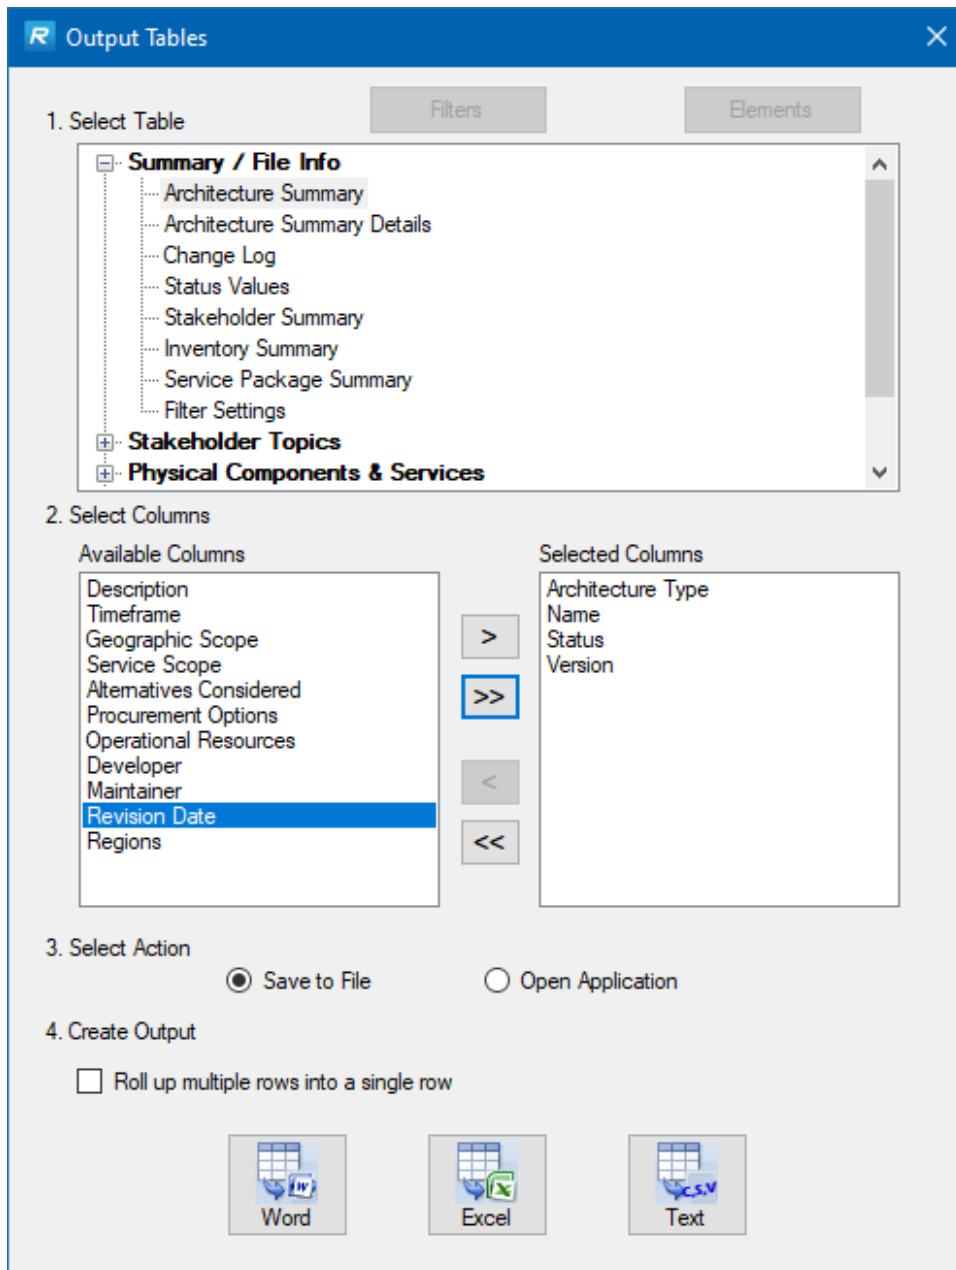 R Output Tables
Filters
Elements
1. Select Table
Summary / File Info
Architecture Summary
Architecture Summary Details
Change Log
Status Values
Stakeholder Summary
Inventory Summary
Service Package Summary
Filter Settings
Stakeholder Topics
Physical Components & Services
2. Select Columns
Available Columns
Description
Timeframe
Geographic Scope
Service Scope
Alternatives Considered
Procurement Options
Operational Resources
Developer
Maintainer
Revision Date
Regions
>
>>
<
<<
Selected Columns
Architecture Type
Name
Status
Version
3. Select Action
Save to File
Open Application
4. Create Output
Roll up multiple rows into a single row
W
Word
X
Excel
C,S,V
Text